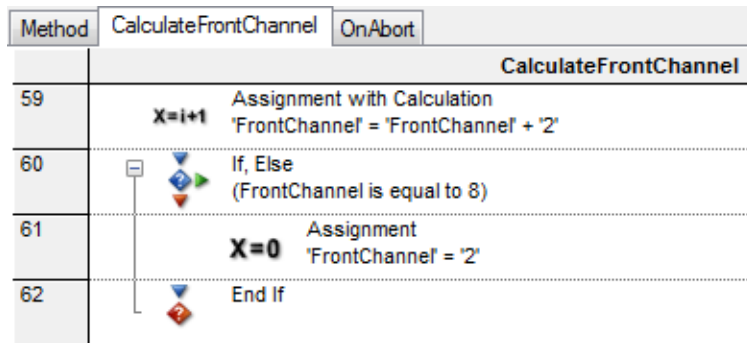 Method CalculateFrontChannel OnAbort
CalculateFrontChannel
59 Assignment with Calculation
X=i+1 'FrontChannel' = 'FrontChannel' + '2'
60 If, Else
(FrontChannel is equal to 8)
61 Assignment
X=0 'FrontChannel' = '2'
62 End If